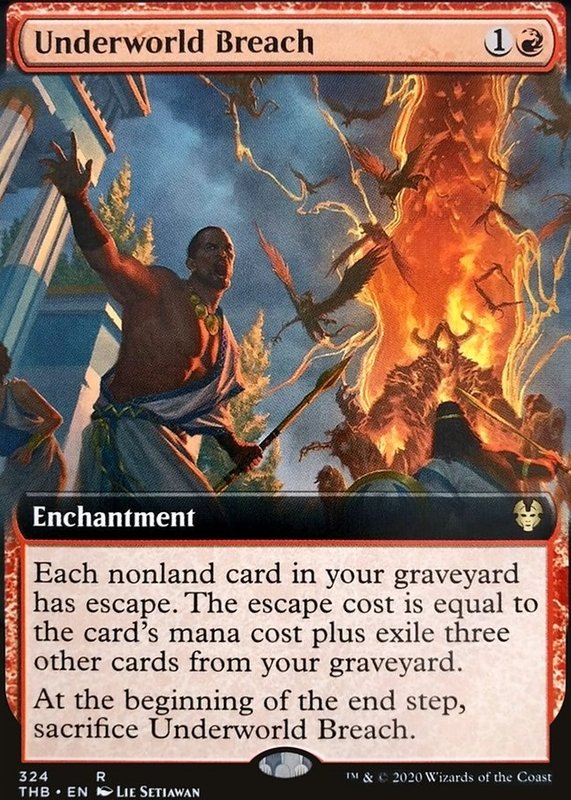 Underworld Breach 1
Enchantment
Each nonland card in your graveyard
has escape. The escape cost is equal to
the card's mana cost plus exile three
other cards from your graveyard.
At the beginning of the end step,
sacrifice Underworld Breach.
324 R
THB • EN Lie Setiawan
™ & © 2020 Wizards of the Coast